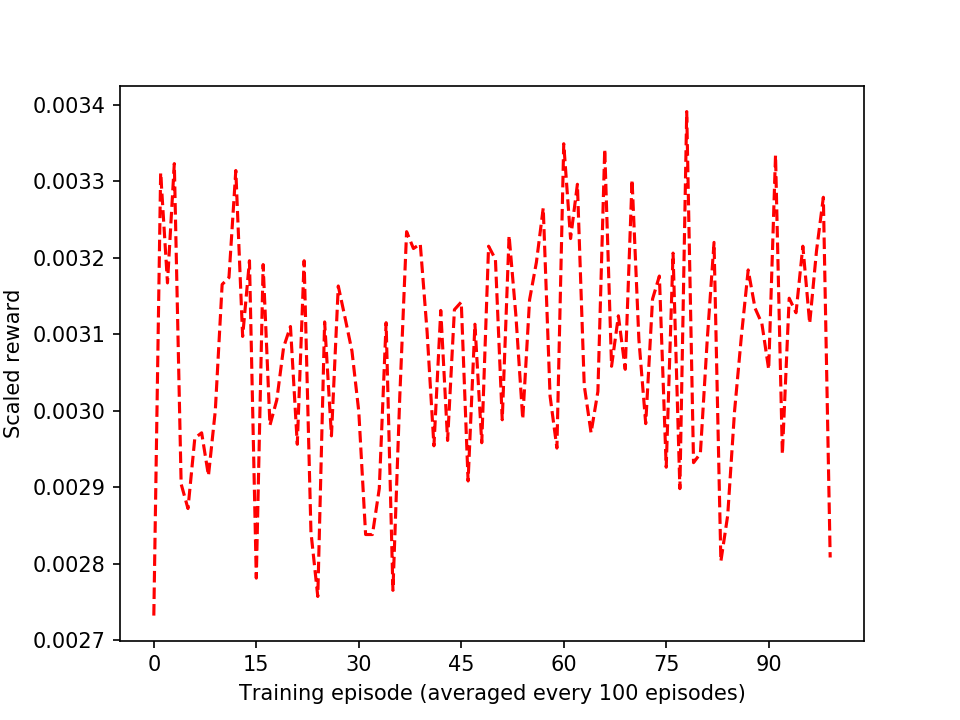 0.0034
0.0033
0.0032
0.0031
0.0030
0.0029
0.0028
0.0027
Scaled reward
0 15 30 45 60 75 90
Training episode (averaged every 100 episodes)